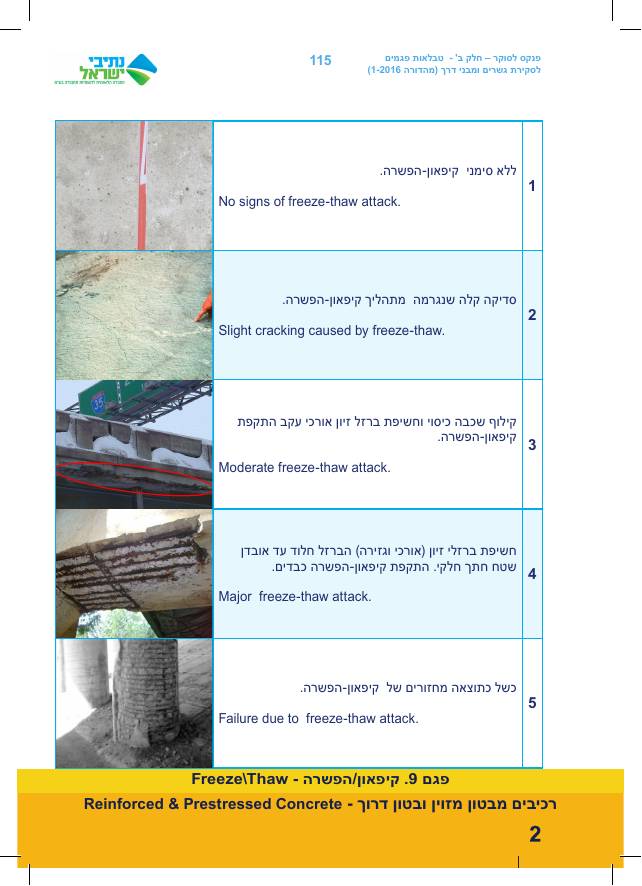 פנקס לסוקר – חלק ב' - טבלאות פגמים
לסקירת גשרים ומבני דרך (מהדורה 1-2016)
115
נתיבי
ישראל
1
ללא סימני קיפאון-הפשרה.
No signs of freeze-thaw attack.
2
סדיקה קלה שנגרמה מתהליך קיפאון-הפשרה.
Slight cracking caused by freeze-thaw.
3
קילוף שכבה כיסוי וחשיפת ברזל זיון אורכי עקב התקפת
קיפאון-הפשרה.
Moderate freeze-thaw attack.
35
4
חשיפת ברזלי זיון (אורכי וגזירה) הברזל חלוד עד אובדן
שטח חתך חלקי. התקפת קיפאון-הפשרה כבדים.
Major freeze-thaw attack.
5
כשל כתוצאה מחזורים של קיפאון-הפשרה.
Failure due to freeze-thaw attack.
פגם 9. קיפאון/הפשרה - Freeze\Thaw
רכיבים מבטון מזוין ובטון דרוך - Reinforced & Prestressed Concrete
2